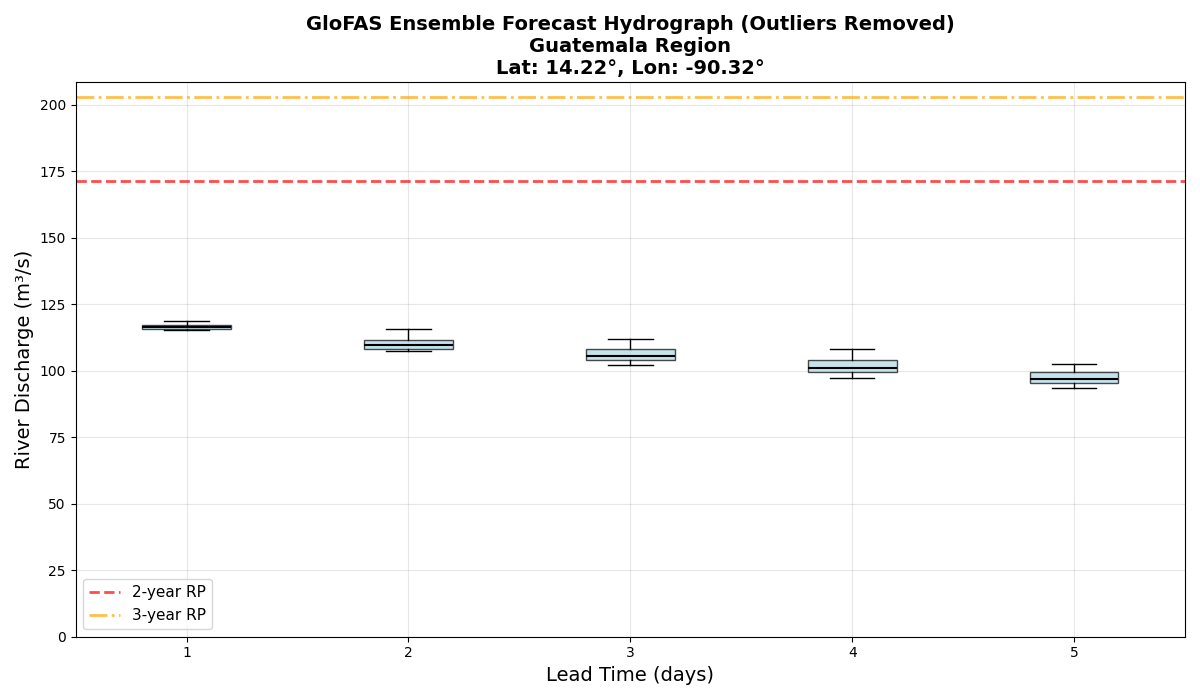 GloFAS Ensemble Forecast Hydrograph (Outliers Removed)
Guatemala Region
Lat: 14.22°, Lon: -90.32°
River Discharge (m³/s)
200
175
150
125
100
75
50
25
0
2-year RP
3-year RP
1 2 3 4 5
Lead Time (days)